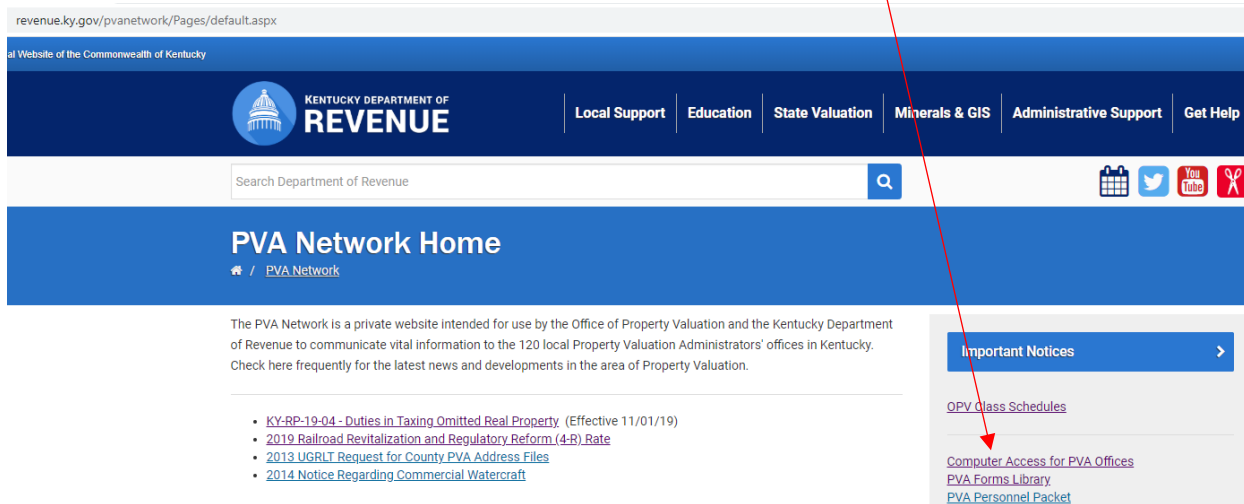 revenue.ky.gov/pvanetwork/Pages/default.aspx
al Website of the Commonwealth of Kentucky
KENTUCKY DEPARTMENT OF
REVENUE
Local Support Education State Valuation Minerals & GIS Administrative Support Get Help
Search Department of Revenue
You
Tube
PVA Network Home
/ PVA Network
The PVA Network is a private website intended for use by the Office of Property Valuation and the Kentucky Department
of Revenue to communicate vital information to the 120 local Property Valuation Administrators' offices in Kentucky.
Check here frequently for the latest news and developments in the area of Property Valuation.
• KY-RP-19-04 - Duties in Taxing Omitted Real Property (Effective 11/01/19)
• 2019 Railroad Revitalization and Regulatory Reform (4-R) Rate
• 2013 UGRLT Request for County PVA Address Files
• 2014 Notice Regarding Commercial Watercraft
Important Notices
OPV Class Schedules
Computer Access for PVA Offices
PVA Forms Library
PVA Personnel Packet